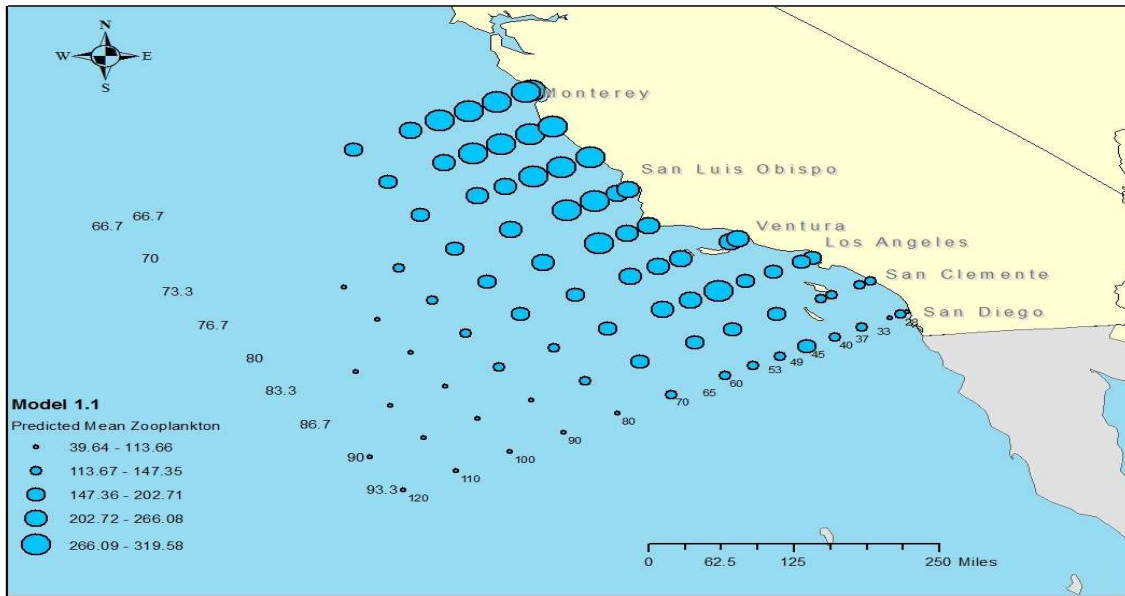 N
W E
S
Monterey
San Luis Obispo
66.7
66.7
Ventura
Los Angeles
70
San Clemente
73.3
San Diego
28
33
76.7
37
40
45
49
80
53
60
83.3
65
70
Model 1.1
80
86.7
Predicted Mean Zooplankton
90
39.64 - 113.66
100
90
113.67 - 147.35
110
93.3
120
147.36 - 202.71
202.72 - 266.08
266.09 - 319.58
0 62.5 125 250 Miles